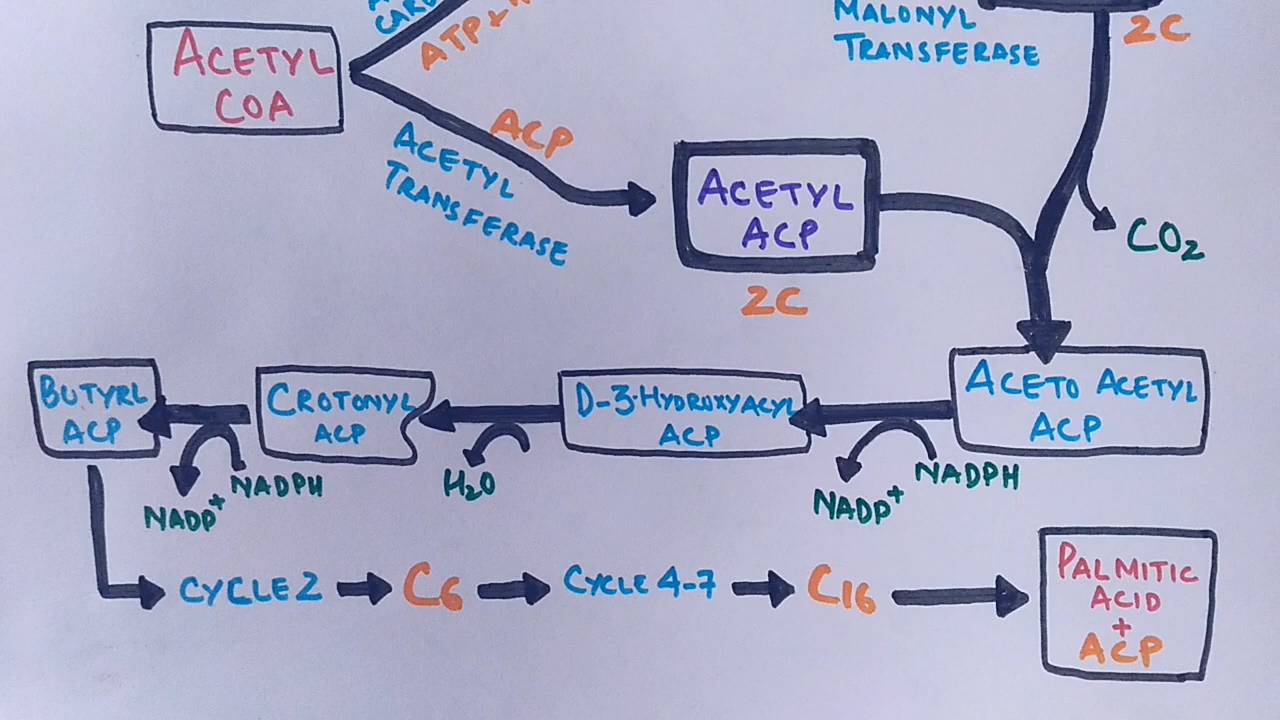 CARB
ATP
MALONYL
TRANSFERASE
2C
ACETYL
COA
ACP
ACETYL
TRANSFERASE
ACETYL
ACP
2C
CO2
ACETO ACETYL
ACP
D-3-HYDROXYACYL
ACP
CROTONYL
ACP
BUTYRL
ACP
NADPH
NADP+
H2O
NADPH
NADP+
CYCLE 2
C6
CYCLE 4-7
C16
PALMITIC
ACID
+
ACP